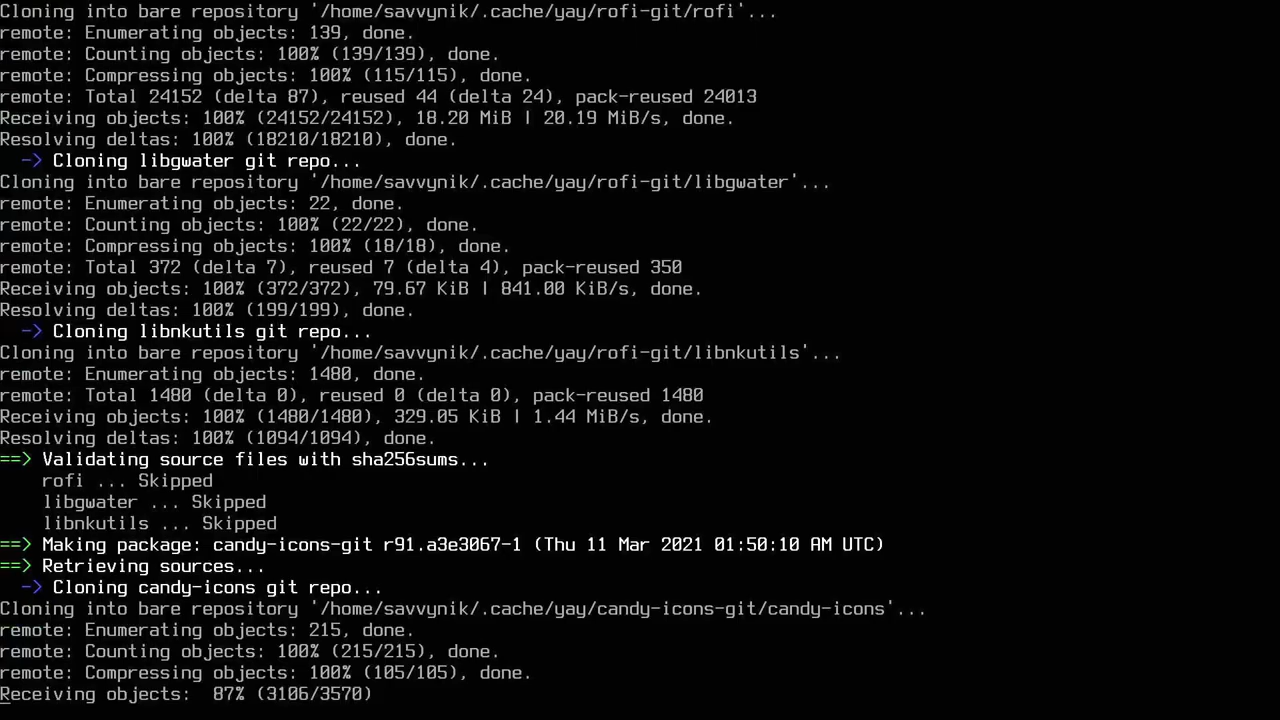 Cloning into bare repository '/home/savvynik/.cache/yay/rofi-git/rofi'...
remote: Enumerating objects: 139, done.
remote: Counting objects: 100% (139/139), done.
remote: Compressing objects: 100% (115/115), done.
remote: Total 24152 (delta 87), reused 44 (delta 24), pack-reused 24013
Receiving objects: 100% (24152/24152), 18.20 MiB | 20.19 MiB/s, done.
Resolving deltas: 100% (18210/18210), done.
  -> Cloning libgwater git repo...
Cloning into bare repository '/home/savvynik/.cache/yay/rofi-git/libgwater'...
remote: Enumerating objects: 22, done.
remote: Counting objects: 100% (22/22), done.
remote: Compressing objects: 100% (18/18), done.
remote: Total 372 (delta 7), reused 7 (delta 4), pack-reused 350
Receiving objects: 100% (372/372), 79.67 KiB | 841.00 KiB/s, done.
Resolving deltas: 100% (199/199), done.
  -> Cloning libnkutils git repo...
Cloning into bare repository '/home/savvynik/.cache/yay/rofi-git/libnkutils'...
remote: Enumerating objects: 1480, done.
remote: Total 1480 (delta 0), reused 0 (delta 0), pack-reused 1480
Receiving objects: 100% (1480/1480), 329.05 KiB | 1.44 MiB/s, done.
Resolving deltas: 100% (1094/1094), done.
==> Validating source files with sha256sums...
    rofi ... Skipped
    libgwater ... Skipped
    libnkutils ... Skipped
==> Making package: candy-icons-git r91.a3e3067-1 (Thu 11 Mar 2021 01:50:10 AM UTC)
==> Retrieving sources...
  -> Cloning candy-icons git repo...
Cloning into bare repository '/home/savvynik/.cache/yay/candy-icons-git/candy-icons'...
remote: Enumerating objects: 215, done.
remote: Counting objects: 100% (215/215), done.
remote: Compressing objects: 100% (105/105), done.
Receiving objects:  87% (3106/3570)